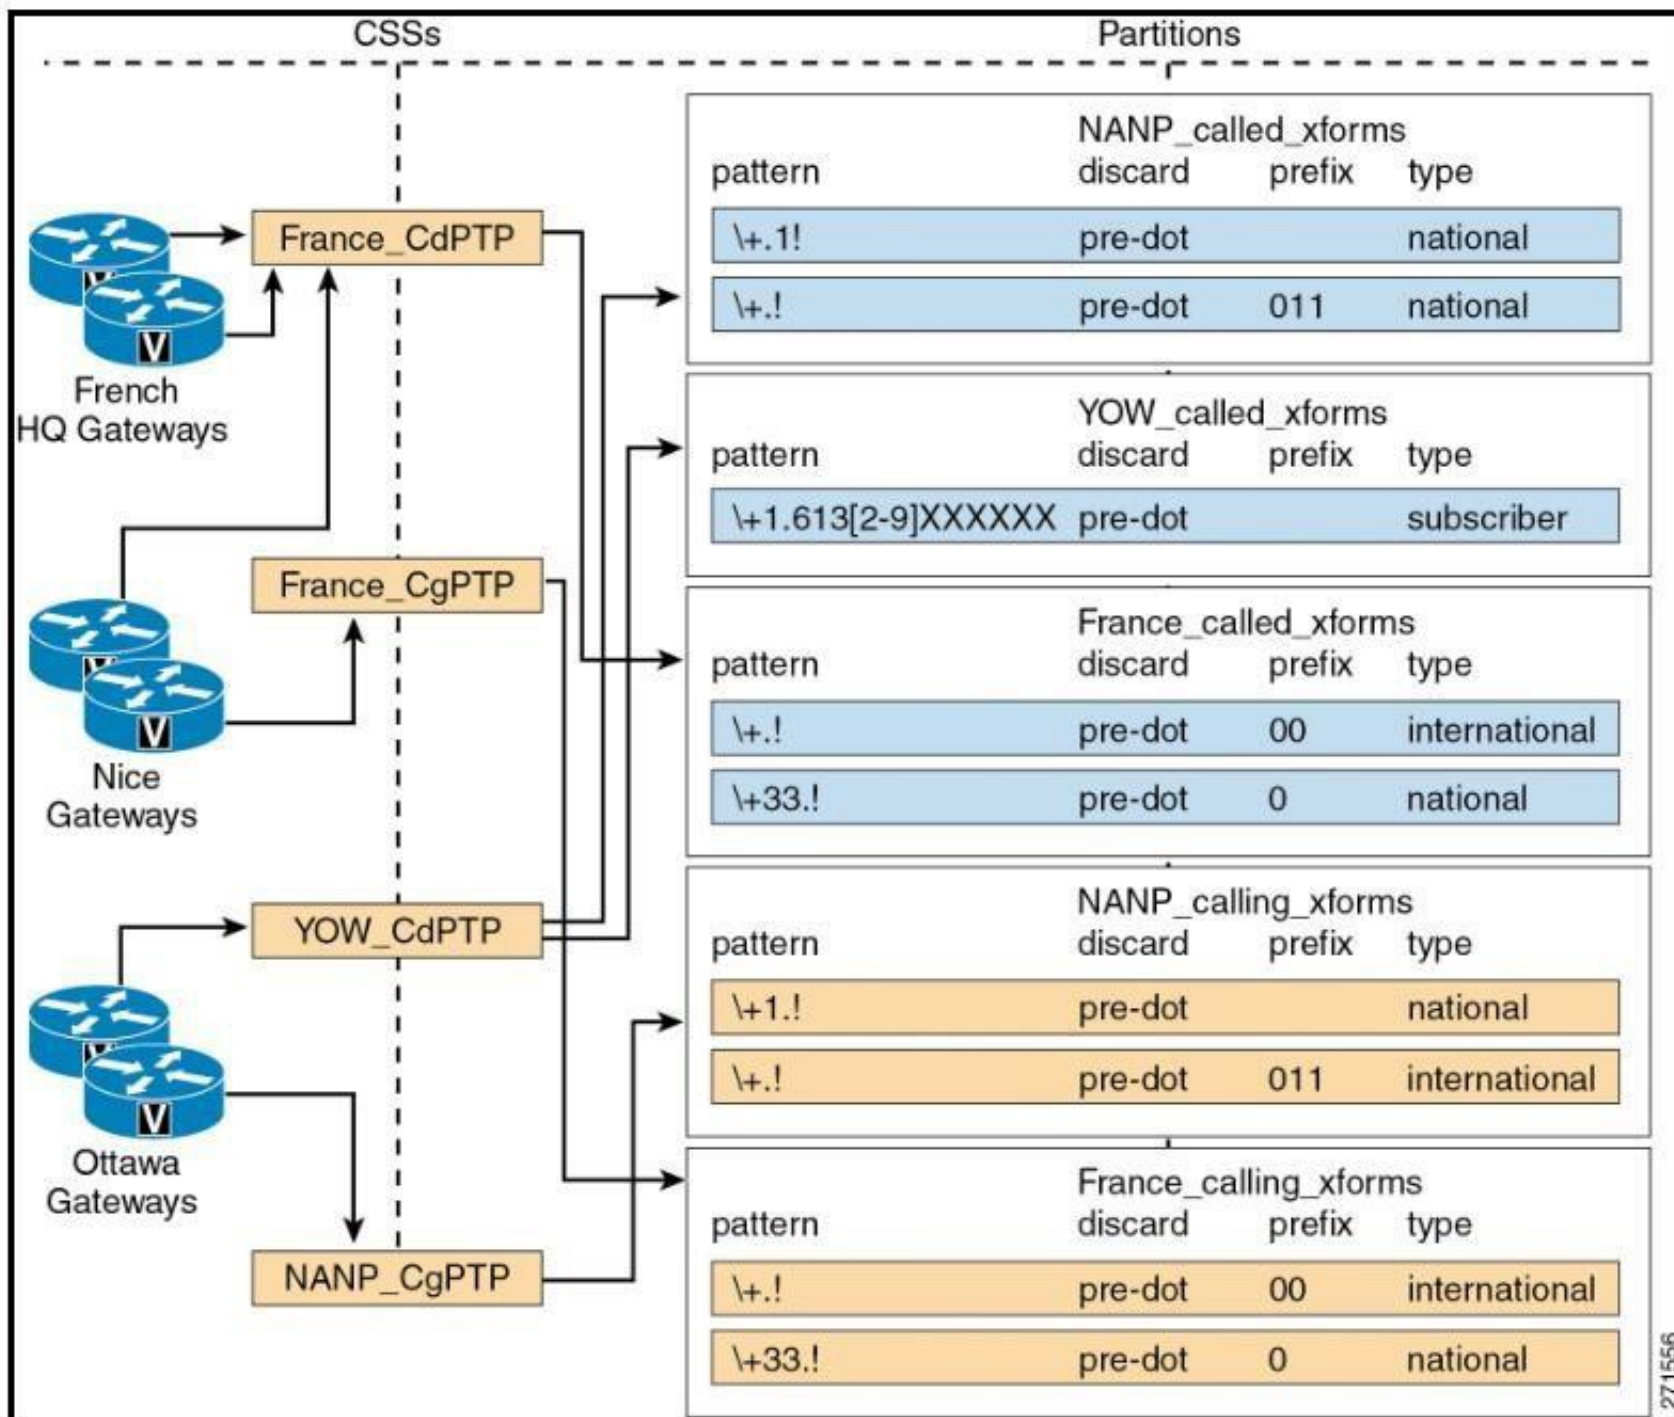 CSSs Partitions
French
HQ Gateways
Nice
Gateways
Ottawa
Gateways
V
V
V
V
V
V
France_CdPTP
France_CgPTP
YOW_CdPTP
NANP_CgPTP
NANP_called_xforms
pattern discard prefix type
\+.1! pre-dot national
\+.! pre-dot 011 national
YOW_called_xforms
pattern discard prefix type
\+1.613[2-9]XXXXXX pre-dot subscriber
France_called_xforms
pattern discard prefix type
\+.! pre-dot 00 international
\+33.! pre-dot 0 national
NANP_calling_xforms
pattern discard prefix type
\+1.! pre-dot national
\+.! pre-dot 011 international
France_calling_xforms
pattern discard prefix type
\+.! pre-dot 00 international
\+33.! pre-dot 0 national
271556